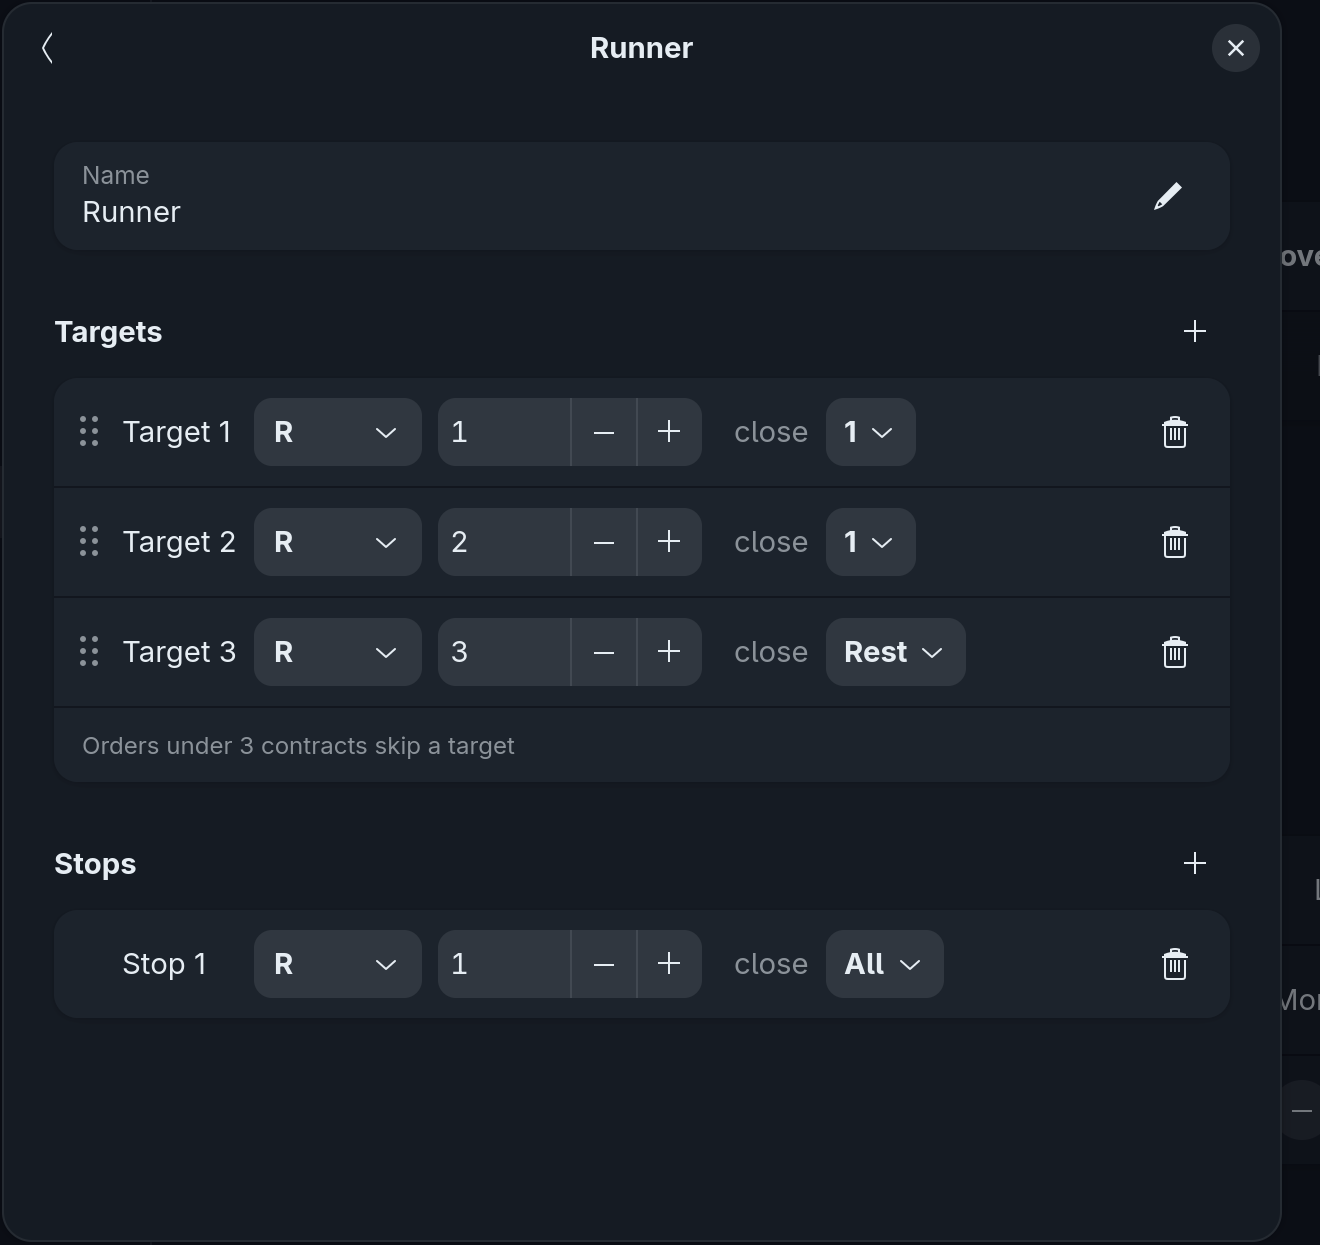 Runner
Name
Runner
Targets
Target 1 R 1 close 1
Target 2 R 2 close 1
Target 3 R 3 close Rest
Orders under 3 contracts skip a target
Stops
Stop 1 R 1 close All